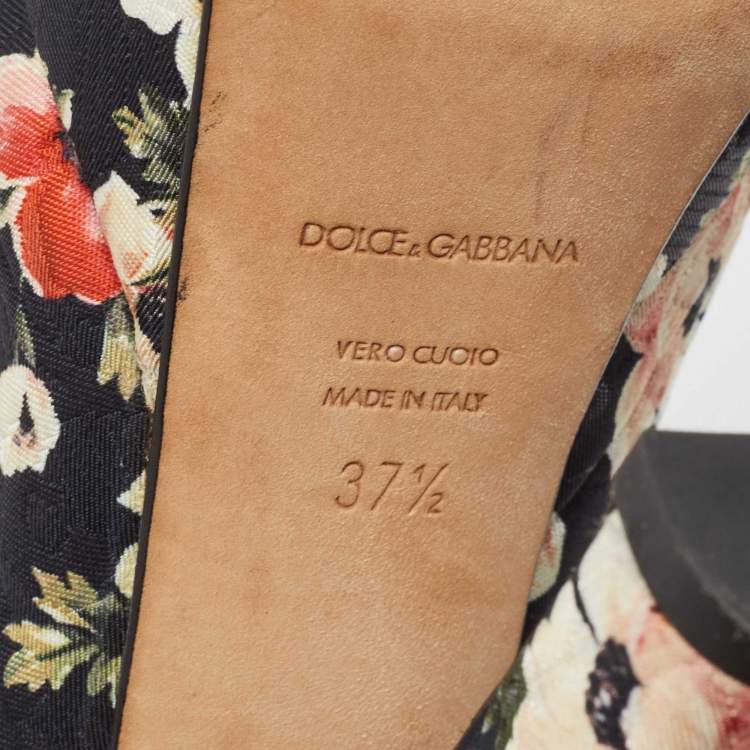 DOLCE & GABBANA
VERO CUOIO
MADE IN ITALY
37½